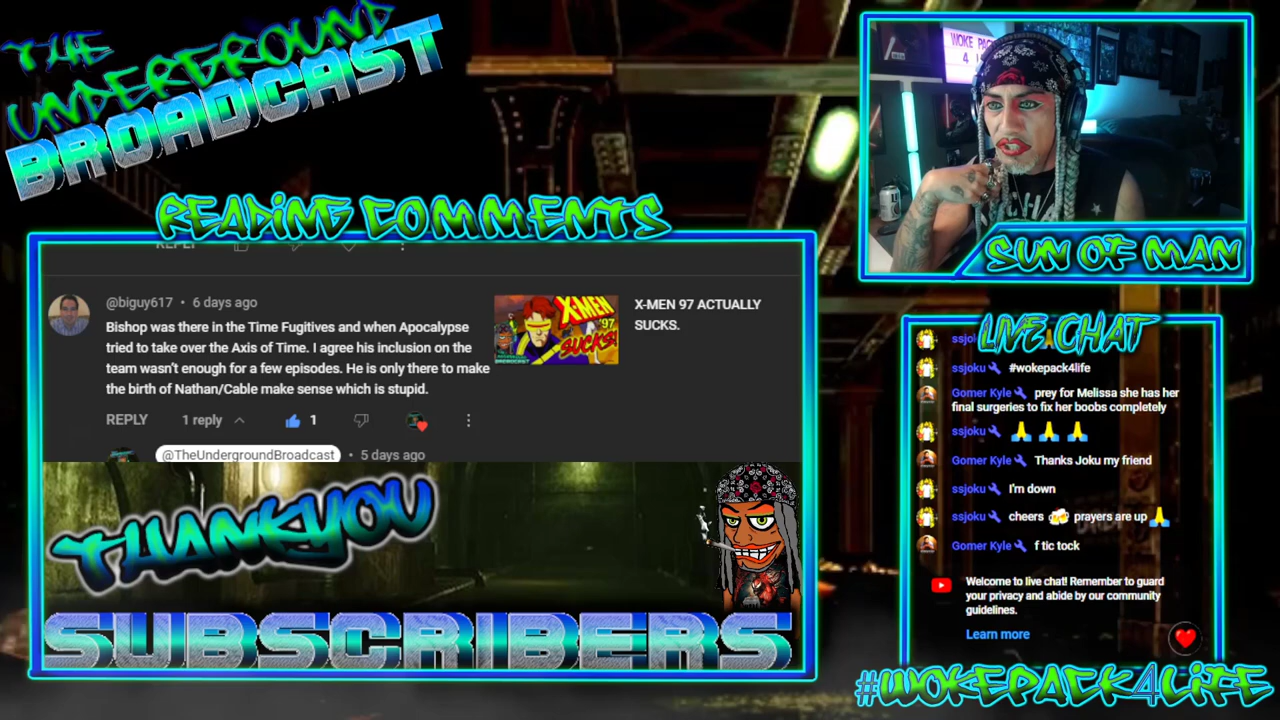 THE
UNDERGROUND
BROADCAST
READING COMMENTS
REPLY
@biguy617 • 6 days ago
Bishop was there in the Time Fugitives and when Apocalypse
tried to take over the Axis of Time. I agree his inclusion on the
team wasn't enough for a few episodes. He is only there to make
the birth of Nathan/Cable make sense which is stupid.
X-MEN
'97
SUCKS!
X-MEN 97 ACTUALLY
SUCKS.
REPLY 1 reply 1
@TheUndergroundBroadcast • 5 days ago
THANKYOU
SUBSCRIBERS
WOKE PACK
4
SUN OF MAN
LIVE CHAT
ssjo
ssjoku #wokepack4life
Gomer Kyle prey for Melissa she has her
final surgeries to fix her boobs completely
ssjoku 🙏 🙏 🙏
Gomer Kyle Thanks Joku my friend
ssjoku I'm down
ssjoku cheers 🍻 prayers are up 🙏
Gomer Kyle f tic tock
Welcome to live chat! Remember to guard
your privacy and abide by our community
guidelines.
Learn more
#WOKEPACK4LIFE